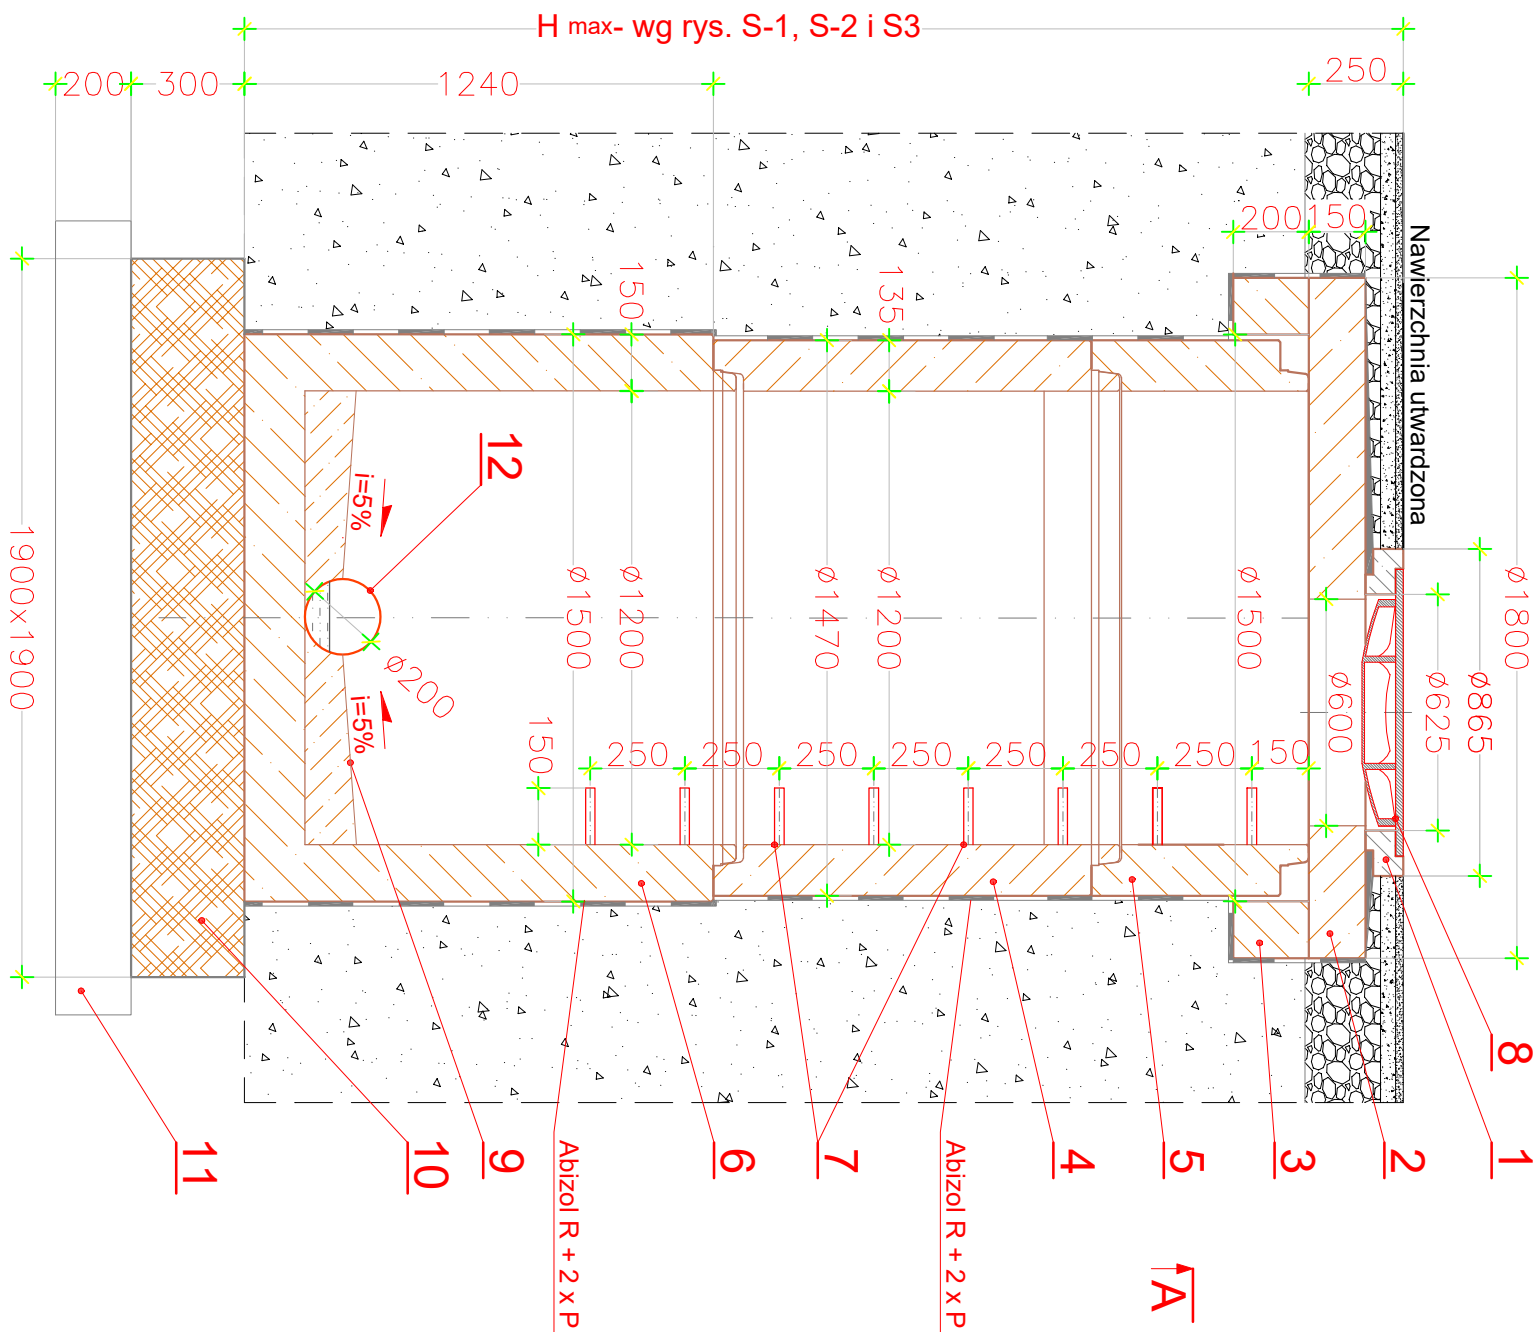 H max- wg rys. S-1, S-2 i S3
200
300
1240
250
200
150
Nawierzchnia utwardzona
150
135
12
i=5%
1900x1900
Ø1500
Ø1200
Ø1470
Ø1200
Ø1500
Ø1800
Ø200
Ø600
Ø625
Ø865
i=5%
150
250
250
250
250
250
250
250
150
8
11
10
9
Abizol R + 2 x P
6
7
Abizol R + 2 x P
4
5
3
2
1
A